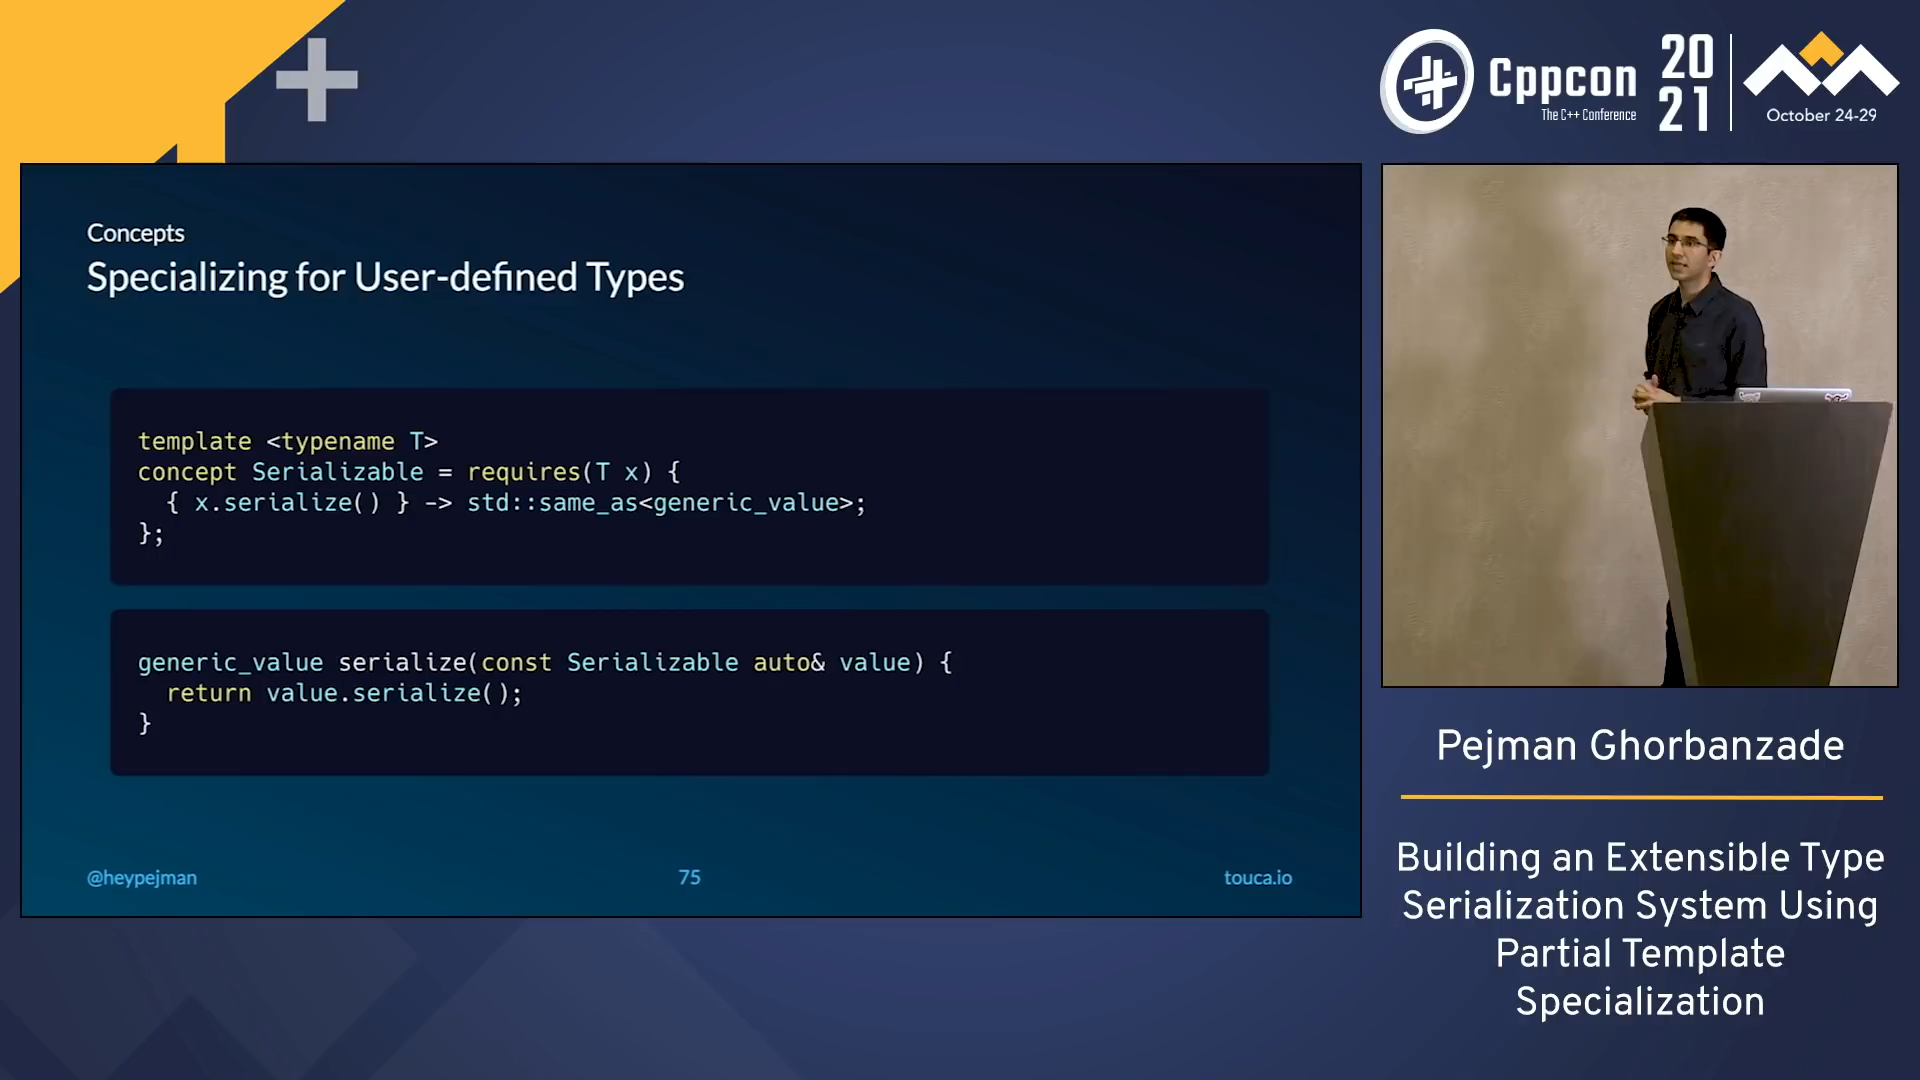 Cppcon
The C++ Conference
20
21
October 24-29
Concepts
Specializing for User-defined Types
template <typename T>
concept Serializable = requires(T x) {
{ x.serialize() } -> std::same_as<generic_value>;
};
generic_value serialize(const Serializable auto& value) {
return value.serialize();
}
@heypejman
75
touca.io
Pejman Ghorbanzade
Building an Extensible Type
Serialization System Using
Partial Template
Specialization